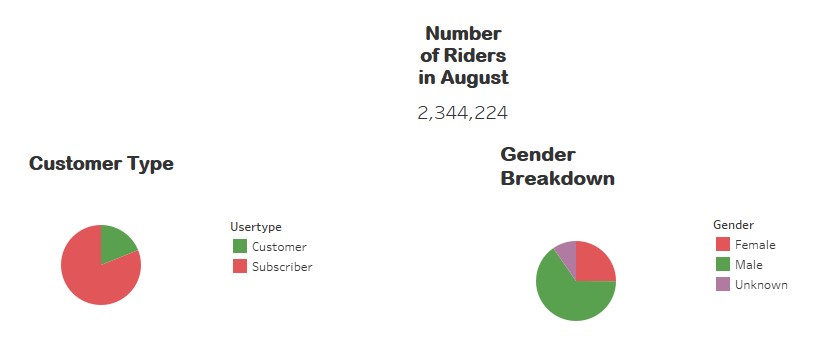 Number
of Riders
in August
2,344,224
Customer Type
Usertype
Customer
Subscriber
Gender
Breakdown
Gender
Female
Male
Unknown